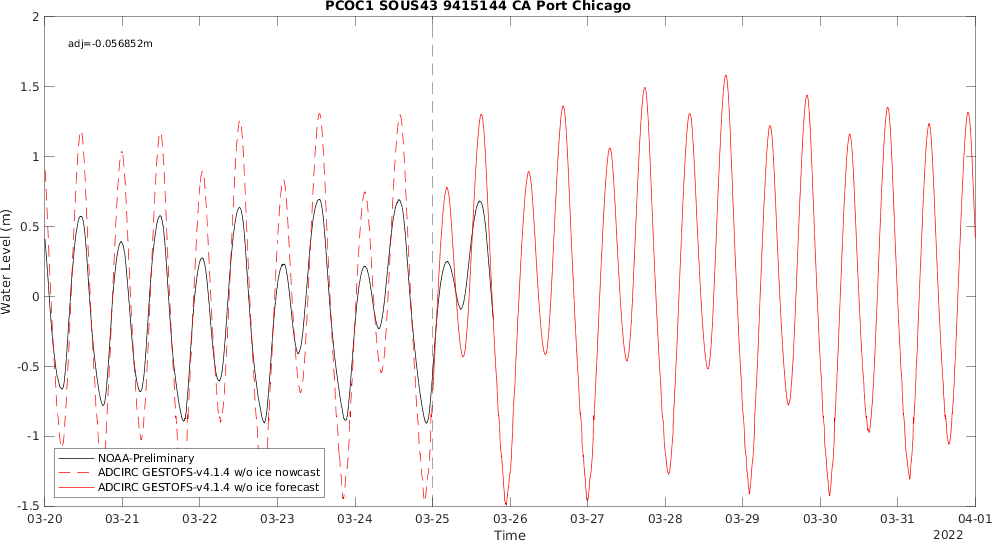 PCOC1 SOUS43 9415144 CA Port Chicago
adj=-0.056852m
2
1.5
1
0.5
0
-0.5
-1
-1.5
Water Level (m)
NOAA-Preliminary
ADCIRC GESTOFS-v4.1.4 w/o ice nowcast
ADCIRC GESTOFS-v4.1.4 w/o ice forecast
03-20 03-21 03-22 03-23 03-24 03-25 03-26 03-27 03-28 03-29 03-30 03-31 04-01
Time
2022